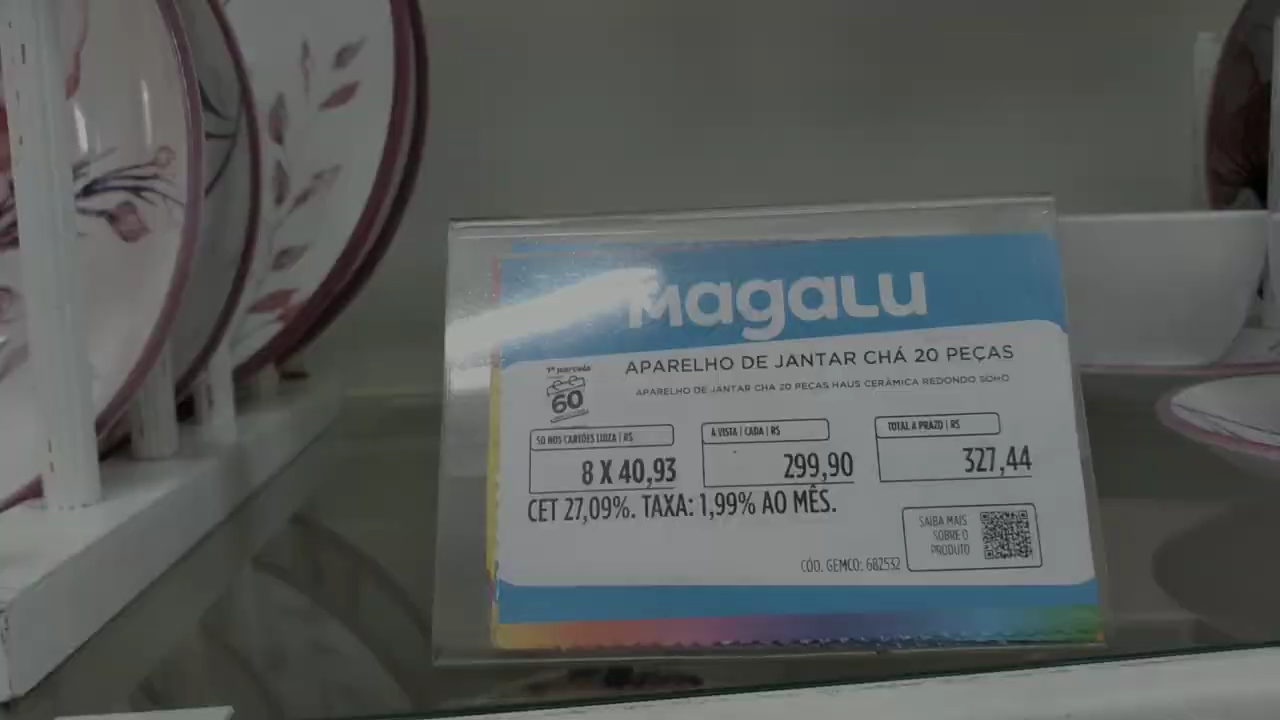 MagaLu
APARELHO DE JANTAR CHÁ 20 PEÇAS
APARELHO DE JANTAR CHA 20 PECAS HAUS CERÂMICA REDONDO SOHO
1ª parcela
60
SÓ NOS CARTÕES LUIZA | R$
8 X 40,93
À VISTA | CADA | R$
299,90
TOTAL A PRAZO | R$
327,44
CET 27,09%. TAXA: 1,99% AO MÊS.
SAIBA MAIS
SOBRE O
PRODUTO
CÓD. GEMCO: 682532